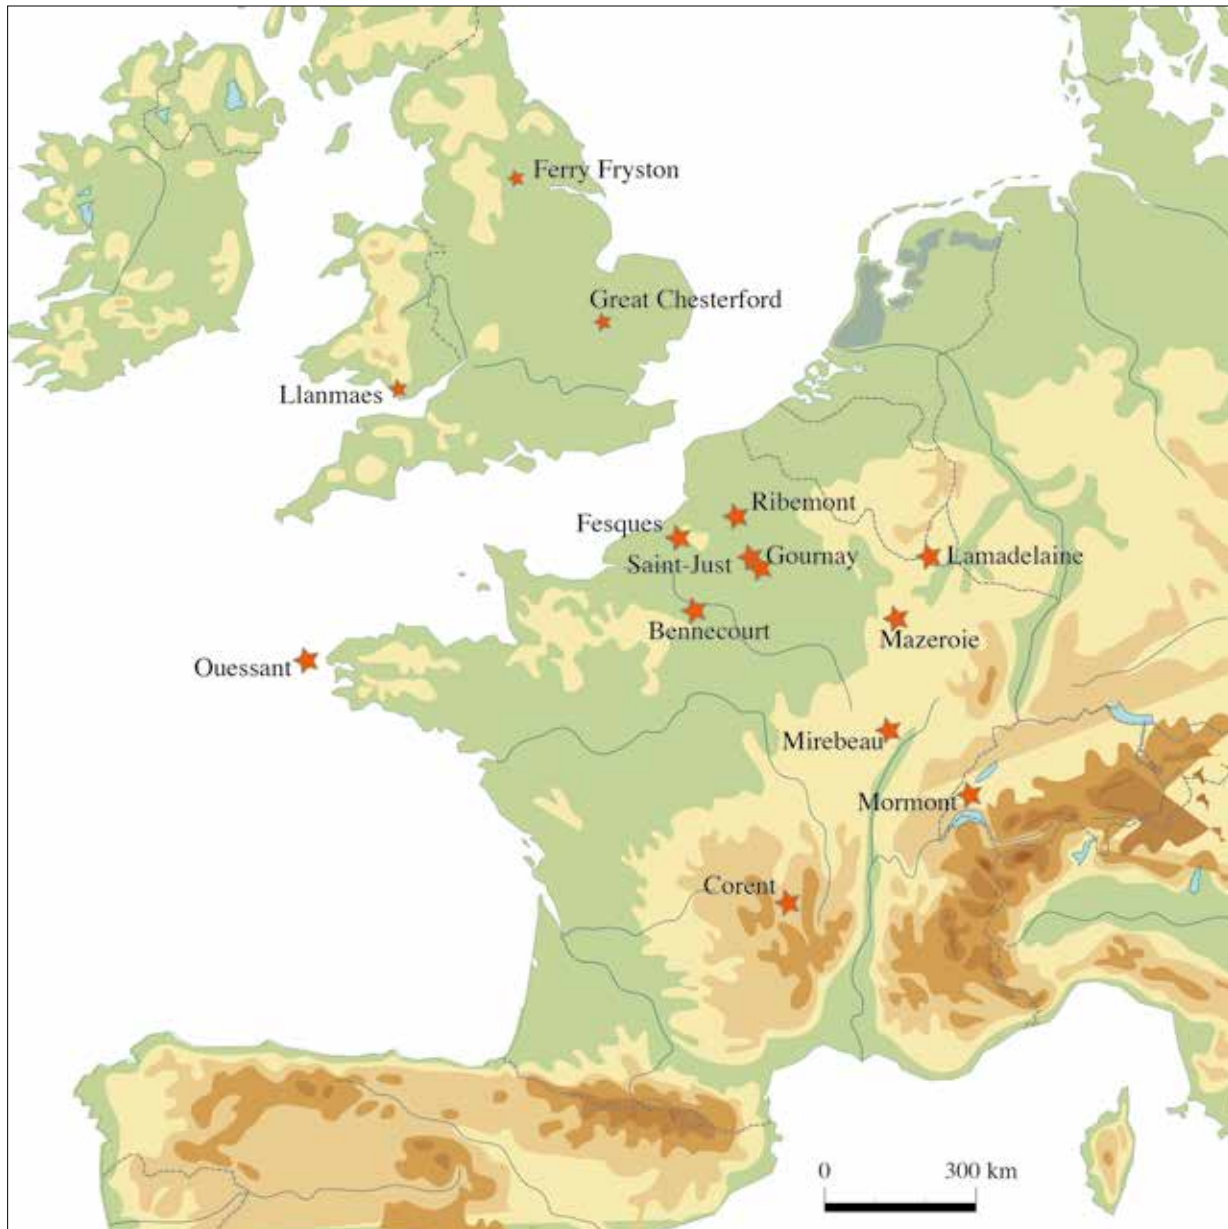 Ferry Fryston
Great Chesterford
Llanmaes
Ribemont
Fesques
Saint-Just
Gournay
Lamadelaine
Bennecourt
Mazeroie
Ouessant
Mirebeau
Mormont
Corent
0 300 km